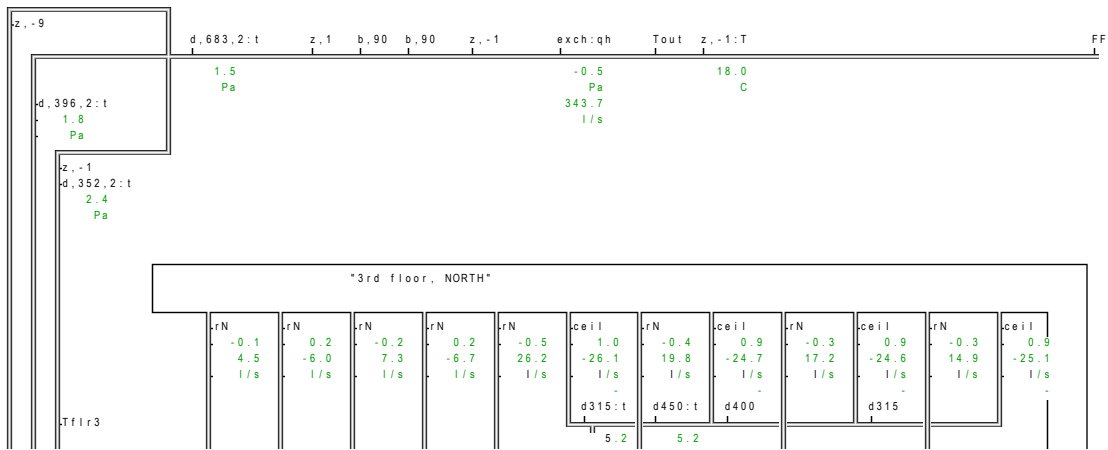 z,-9
d,683,2:t z,1 b,90 b,90 z,-1 exch:qh Tout z,-1:T FF
1.5 -0.5 18.0
Pa Pa C
d,396,2:t 343.7
1.8 l/s
Pa
z,-1
d,352,2:t
2.4
Pa
"3rd floor, NORTH"
rN rN rN rN rN ceil rN ceil rN ceil rN ceil
-0.1 0.2 -0.2 0.2 -0.5 1.0 -0.4 0.9 -0.3 0.9 -0.3 0.9
4.5 -6.0 7.3 -6.7 26.2 -26.1 19.8 -24.7 17.2 -24.6 14.9 -25.1
l/s l/s l/s l/s l/s l/s l/s l/s l/s l/s l/s l/s
- - - -
d315:t d450:t d400 d315
Tflr3
5.2 5.2